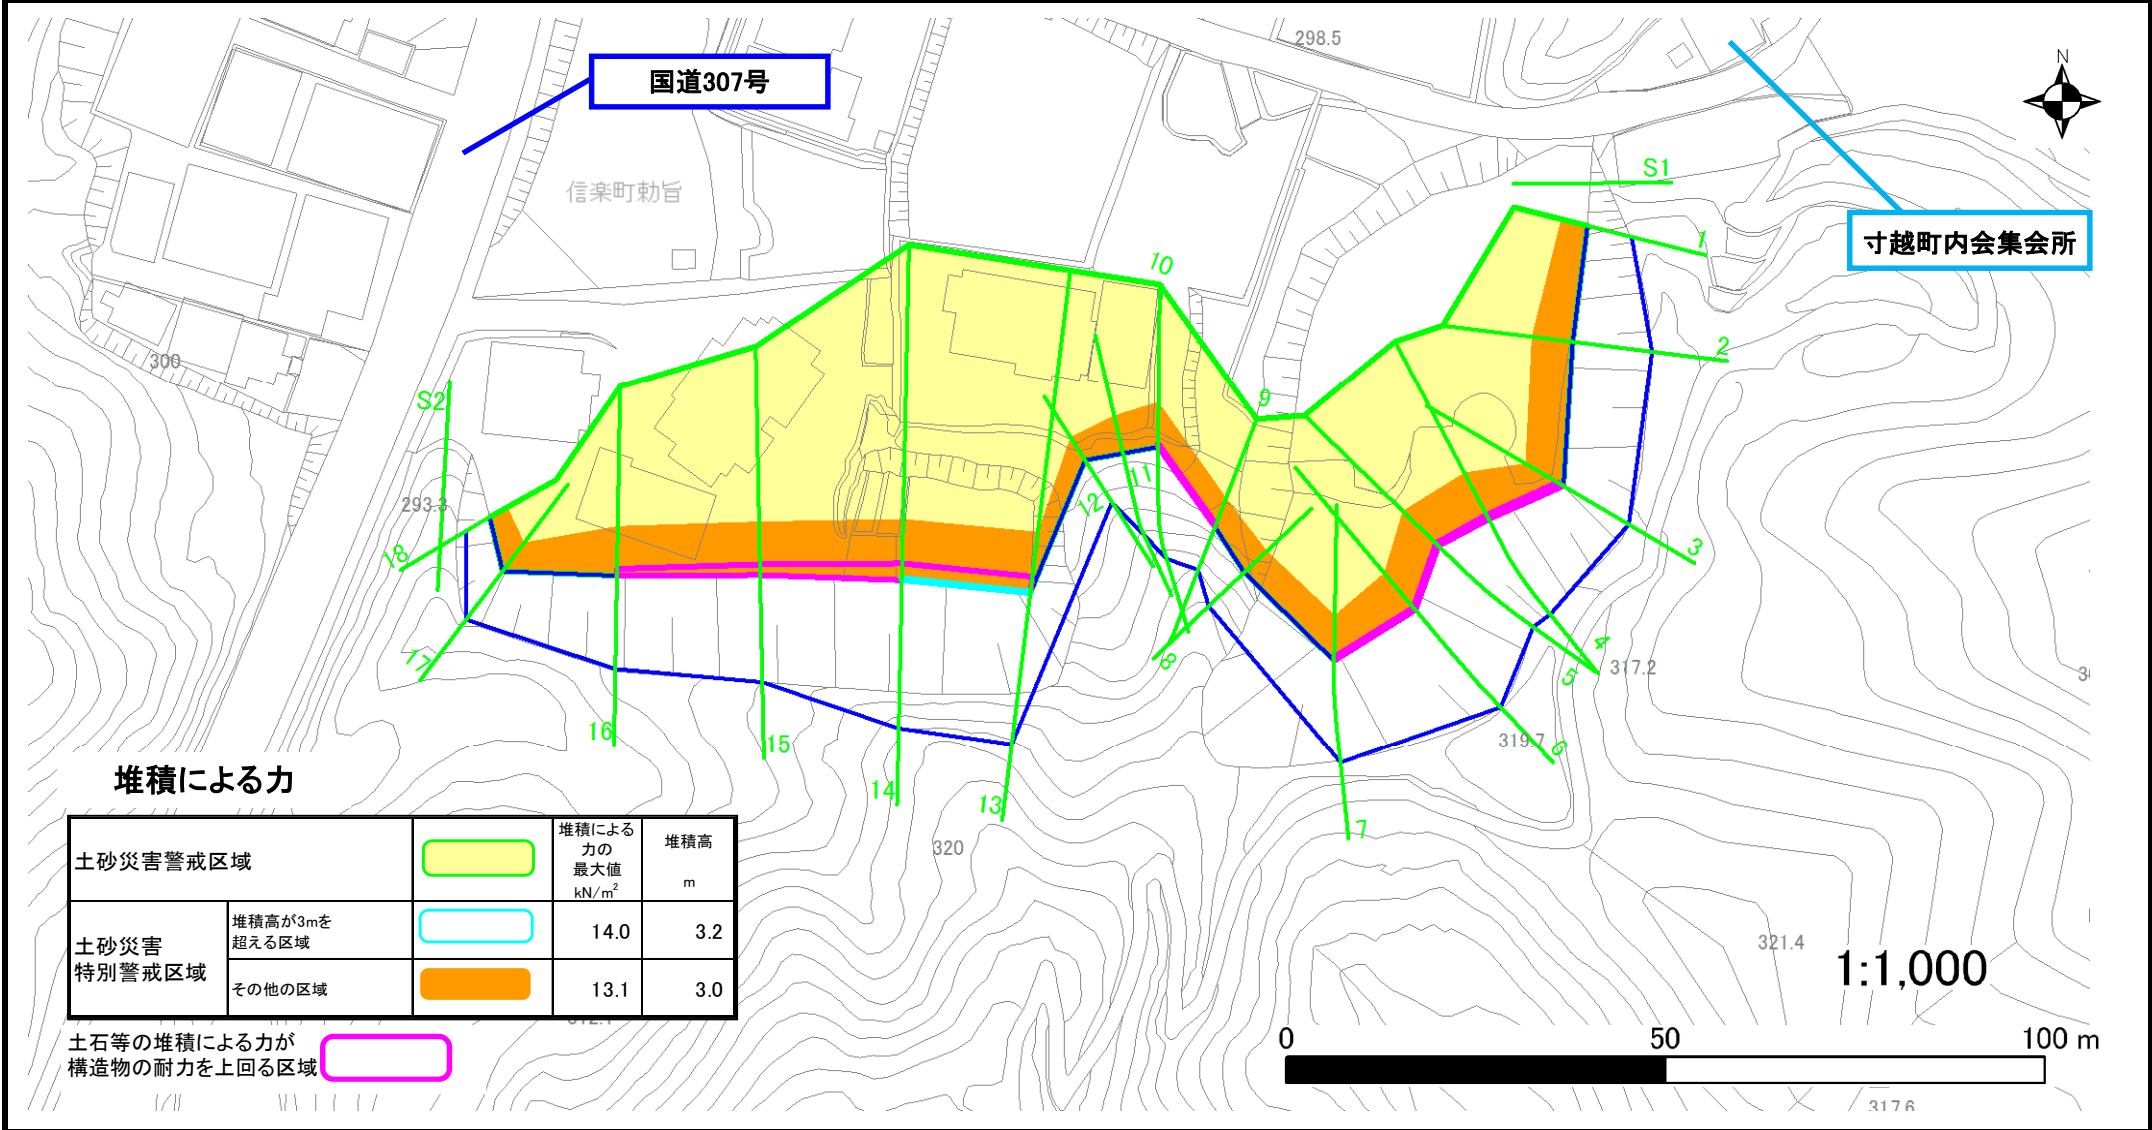 298.5
N
国道307号
S1
信楽町勅旨
1
寸越町内会集会所
10
2
300
S2
9
293.3
11
12
18
3
17
8
4
5
317.2
16
15
319.7
6
14
13
7
320
堆積による力
土砂災害警戒区域
堆積による
力の
最大値
kN/m²
堆積高
m
土砂災害
特別警戒区域
堆積高が3mを
超える区域
14.0
3.2
その他の区域
13.1
3.0
土石等の堆積による力が
構造物の耐力を上回る区域
321.4
1:1,000
0
50
100 m
317.6